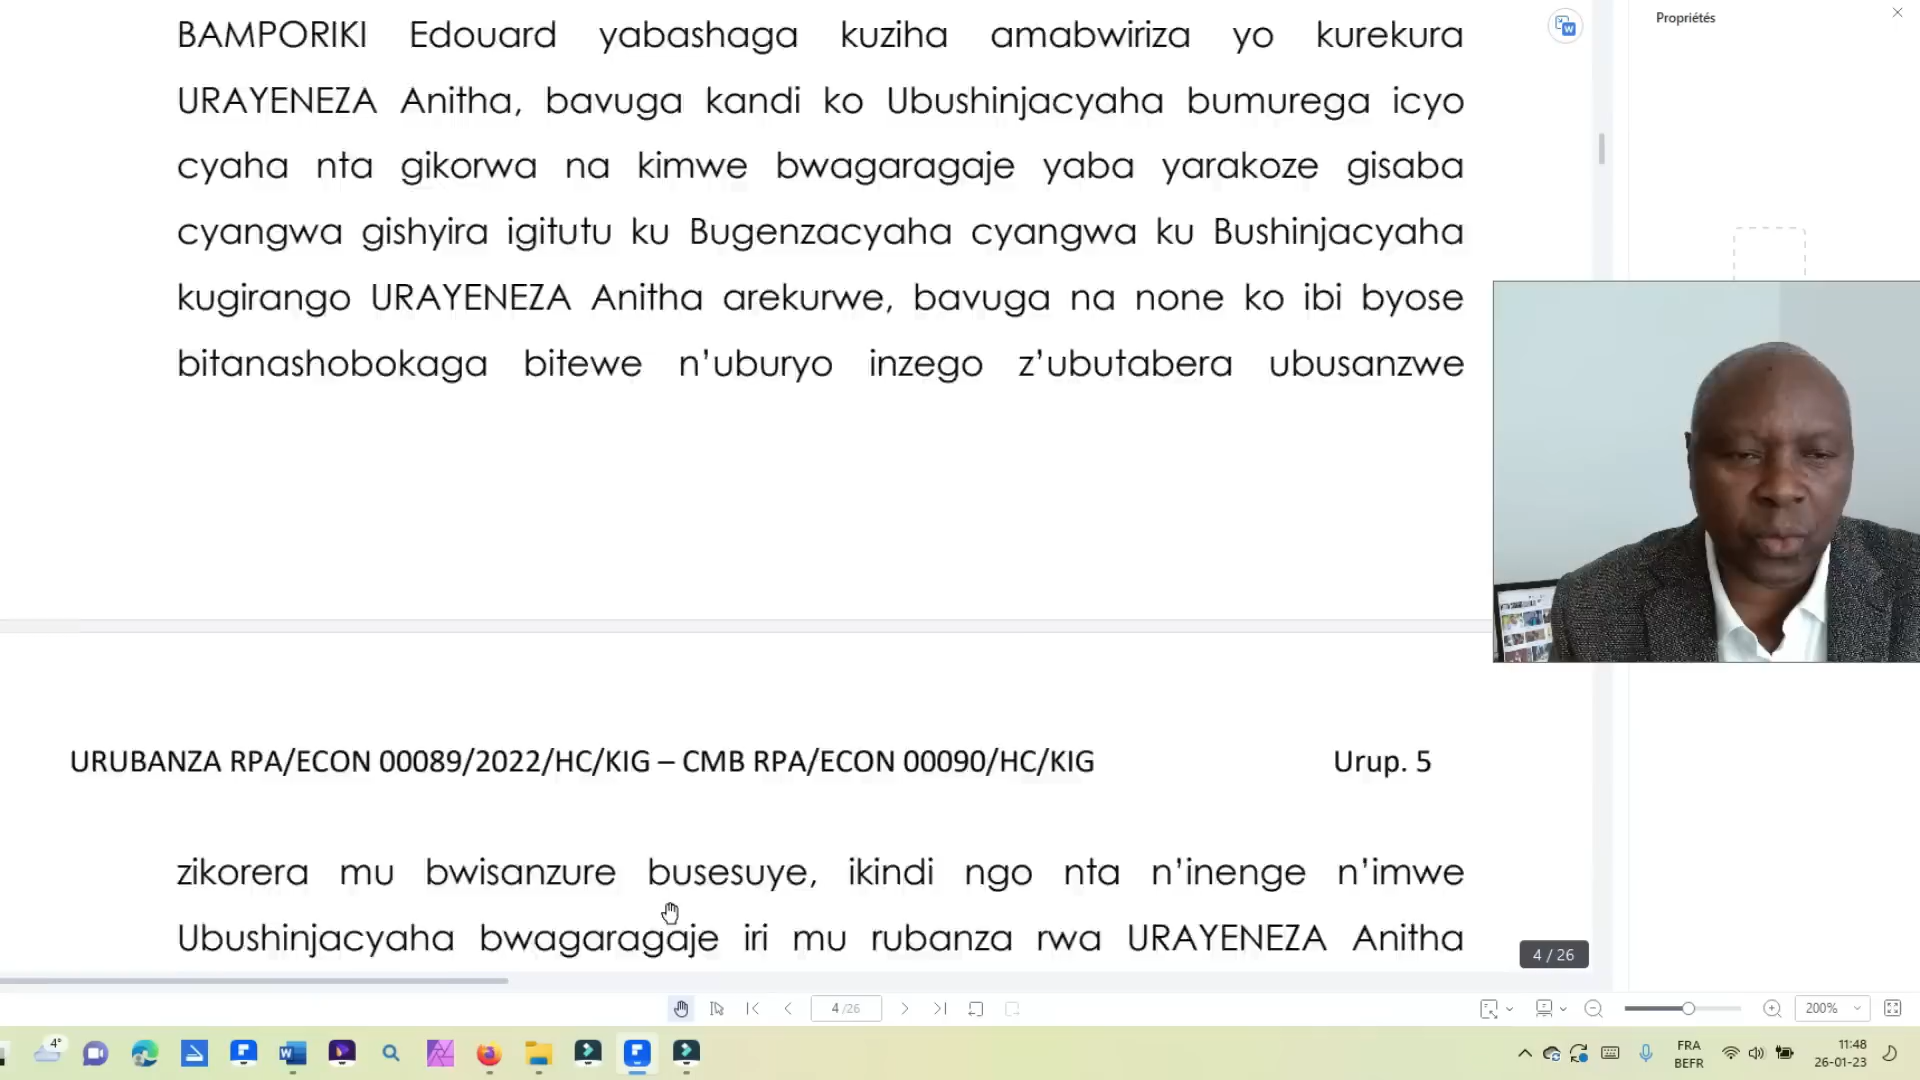 BAMPORIKI Edouard yabashaga kuziha amabwiriza yo kurekura
URAYENEZA Anitha, bavuga kandi ko Ubushinjacyaha bumurega icyo
cyaha nta gikorwa na kimwe bwagaragaje yaba yarakoze gisaba
cyangwa gishyira igitutu ku Bugenzacyaha cyangwa ku Bushinjacyaha
kugirango URAYENEZA Anitha arekurwe, bavuga na none ko ibi byose
bitanashobokaga bitewe n’uburyo inzego z’ubutabera ubusanzwe
URUBANZA RPA/ECON 00089/2022/HC/KIG – CMB RPA/ECON 00090/HC/KIG Urup. 5
zikorera mu bwisanzure busesuye, ikindi ngo nta n’inenge n’imwe
Ubushinjacyaha bwagaragaje iri mu rubanza rwa URAYENEZA Anitha
Propriétés
4 / 26
4 /26
200%
4°
FRA
BEFR
11:48
26-01-23